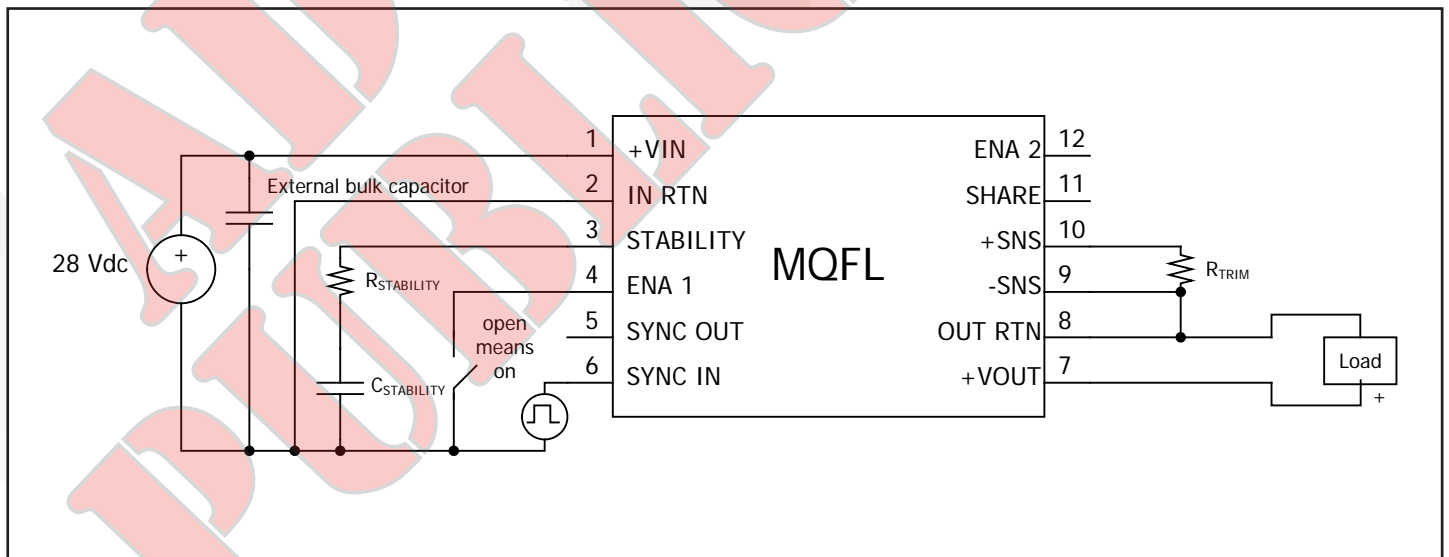 1
+VIN
2
IN RTN
3
STABILITY
4
ENA 1
5
SYNC OUT
6
SYNC IN
MQFL
ENA 2
12
SHARE
11
+SNS
10
-SNS
9
OUT RTN
8
+VOUT
7
External bulk capacitor
28 Vdc
+
RSTABILITY
CSTABILITY
open
means
on
RTRIM
Load
+